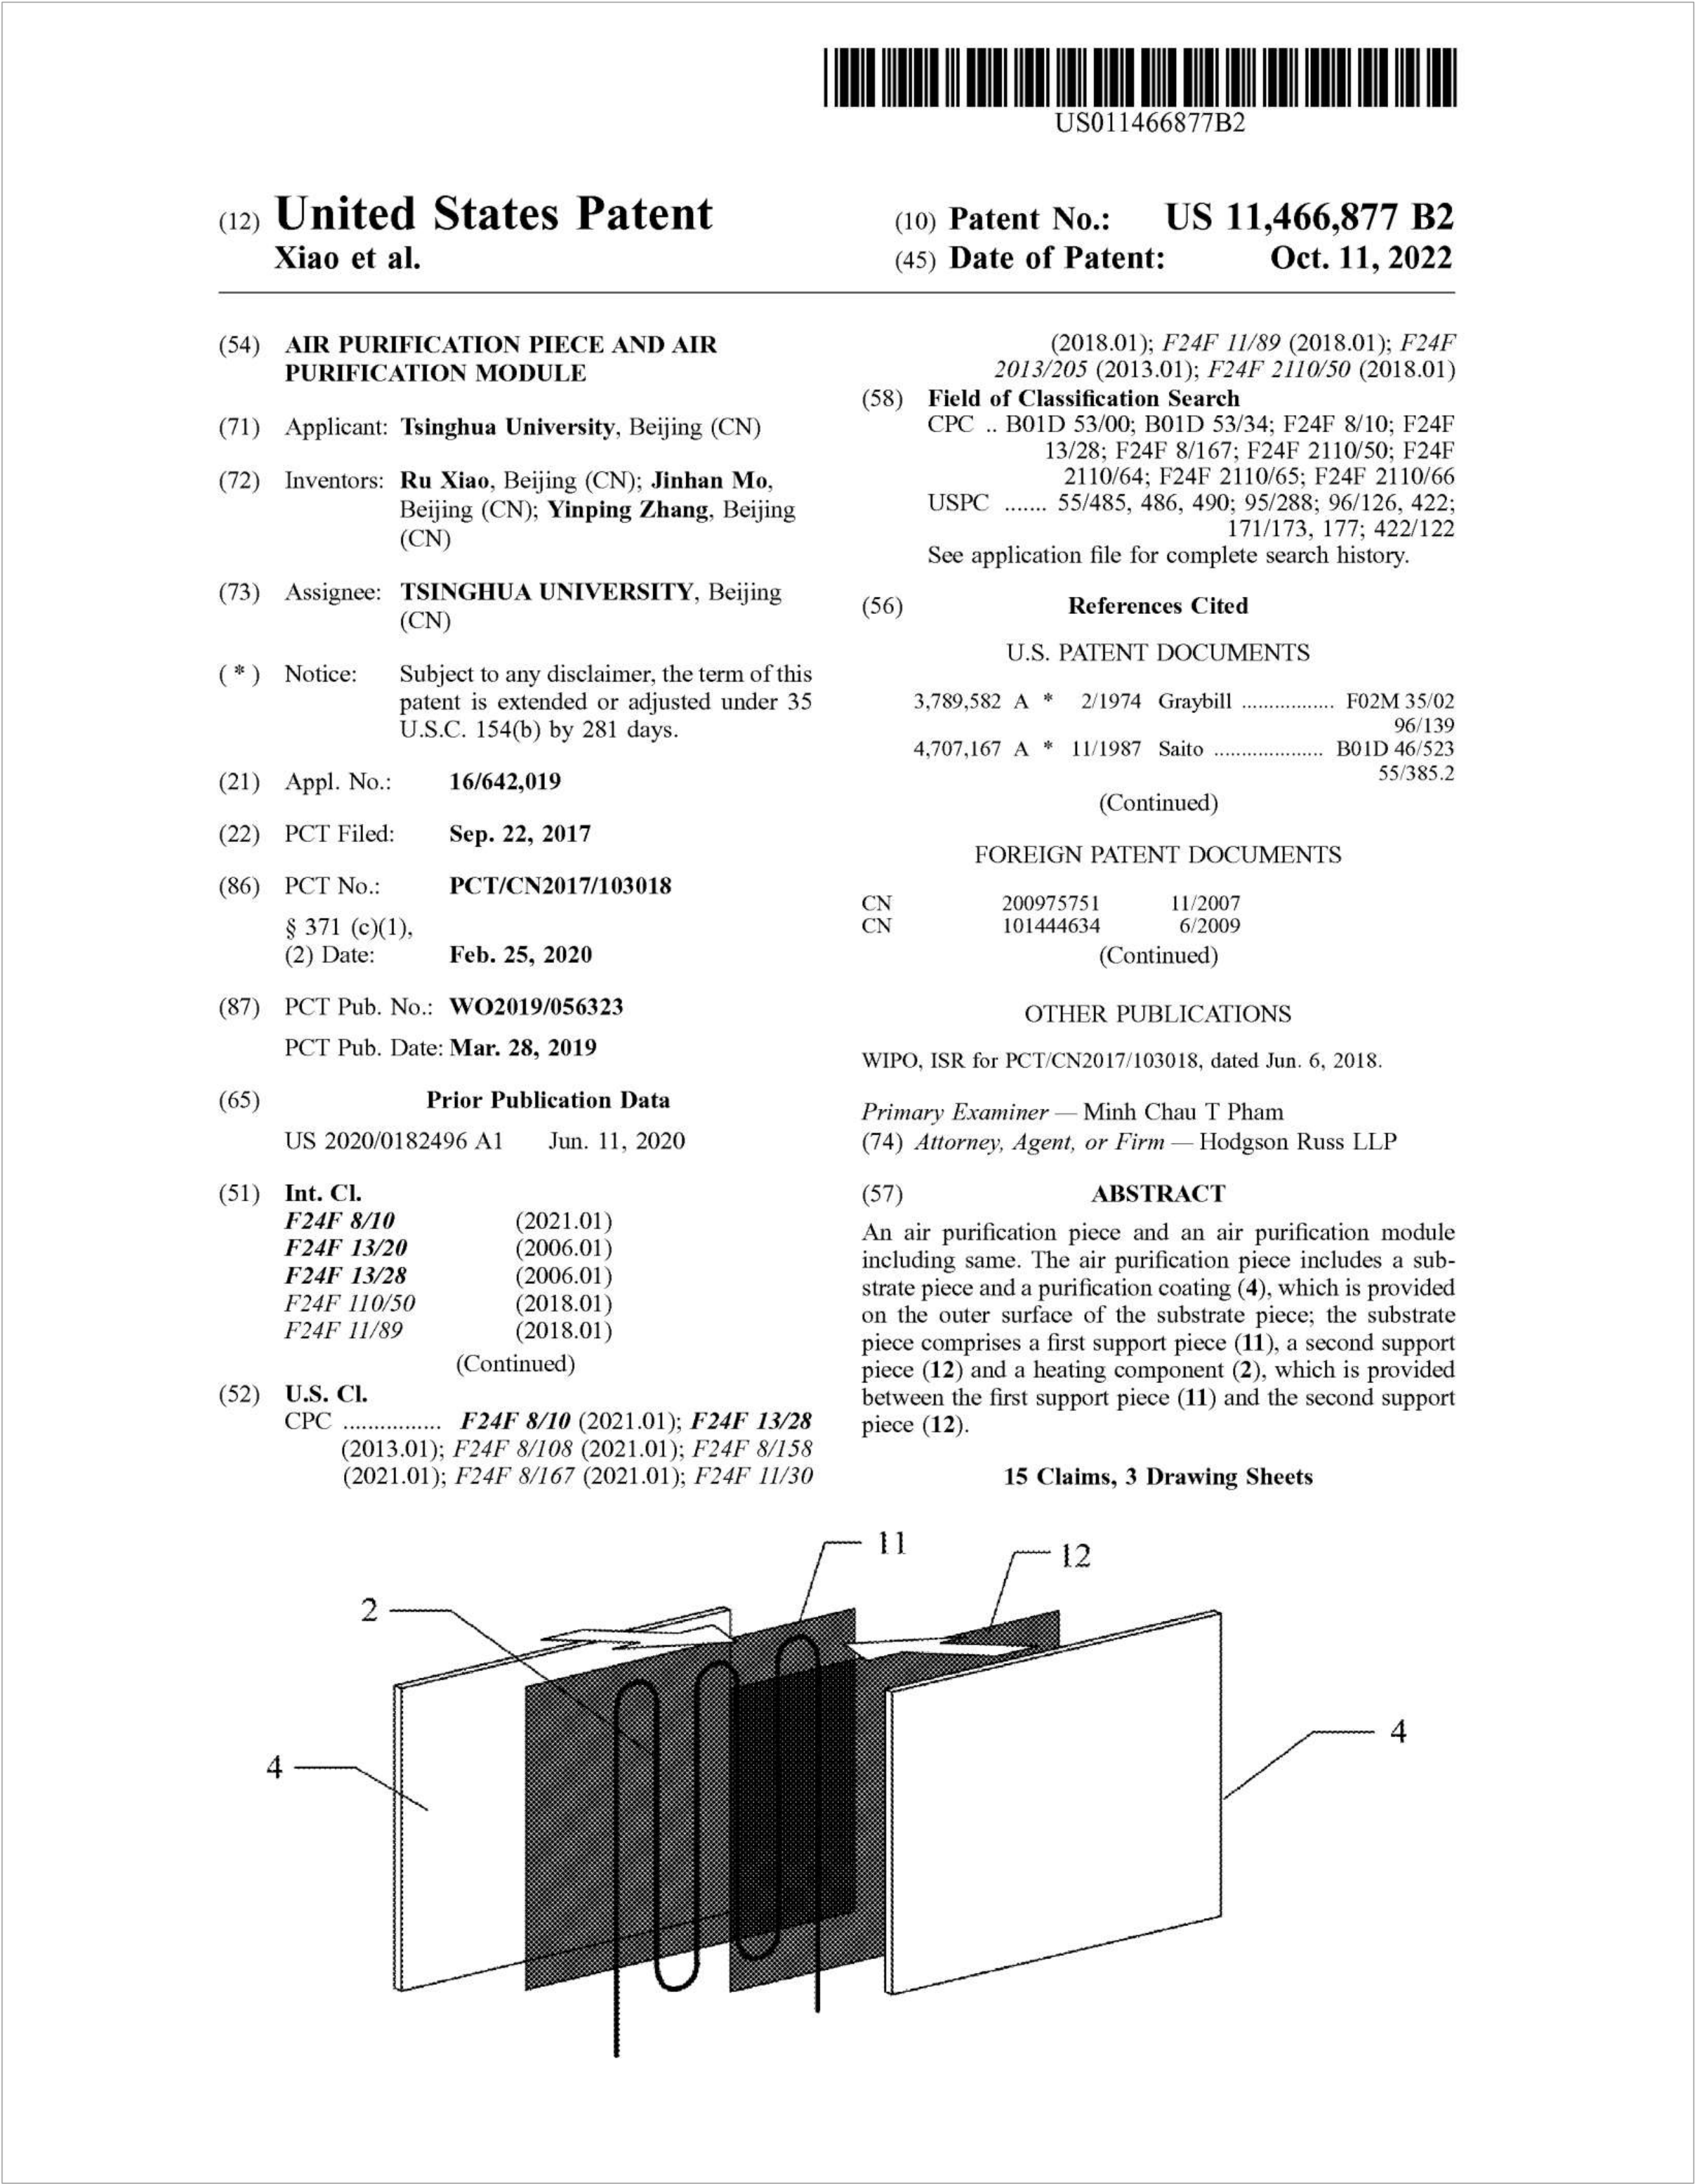 US011466877B2
(12) United States Patent
Xiao et al.
(10) Patent No.: US 11,466,877 B2
(45) Date of Patent: Oct. 11, 2022
(54) AIR PURIFICATION PIECE AND AIR
PURIFICATION MODULE
(71) Applicant: Tsinghua University, Beijing (CN)
(72) Inventors: Ru Xiao, Beijing (CN); Jinhan Mo,
Beijing (CN); Yinping Zhang, Beijing
(CN)
(73) Assignee: TSINGHUA UNIVERSITY, Beijing
(CN)
( * ) Notice: Subject to any disclaimer, the term of this
patent is extended or adjusted under 35
U.S.C. 154(b) by 281 days.
(21) Appl. No.: 16/642,019
(22) PCT Filed: Sep. 22, 2017
(86) PCT No.: PCT/CN2017/103018
§ 371 (c)(1),
(2) Date: Feb. 25, 2020
(87) PCT Pub. No.: WO2019/056323
PCT Pub. Date: Mar. 28, 2019
(65) Prior Publication Data
US 2020/0182496 A1 Jun. 11, 2020
(51) Int. Cl.
F24F 8/10 (2021.01)
F24F 13/20 (2006.01)
F24F 13/28 (2006.01)
F24F 110/50 (2018.01)
F24F 11/89 (2018.01)
(Continued)
(52) U.S. Cl.
CPC ................ F24F 8/10 (2021.01); F24F 13/28
(2013.01); F24F 8/108 (2021.01); F24F 8/158
(2021.01); F24F 8/167 (2021.01); F24F 11/30
(2018.01); F24F 11/89 (2018.01); F24F
2013/205 (2013.01); F24F 2110/50 (2018.01)
(58) Field of Classification Search
CPC .. B01D 53/00; B01D 53/34; F24F 8/10; F24F
13/28; F24F 8/167; F24F 2110/50; F24F
2110/64; F24F 2110/65; F24F 2110/66
USPC ....... 55/485, 486, 490; 95/288; 96/126, 422;
171/173, 177; 422/122
See application file for complete search history.
(56) References Cited
U.S. PATENT DOCUMENTS
3,789,582 A * 2/1974 Graybill ................. F02M 35/02
96/139
4,707,167 A * 11/1987 Saito .................... B01D 46/523
55/385.2
(Continued)
FOREIGN PATENT DOCUMENTS
CN 200975751 11/2007
CN 101444634 6/2009
(Continued)
OTHER PUBLICATIONS
WIPO, ISR for PCT/CN2017/103018, dated Jun. 6, 2018.
Primary Examiner — Minh Chau T Pham
(74) Attorney, Agent, or Firm — Hodgson Russ LLP
(57) ABSTRACT
An air purification piece and an air purification module
including same. The air purification piece includes a sub-
strate piece and a purification coating (4), which is provided
on the outer surface of the substrate piece; the substrate
piece comprises a first support piece (11), a second support
piece (12) and a heating component (2), which is provided
between the first support piece (11) and the second support
piece (12).
15 Claims, 3 Drawing Sheets
11
12
2
4
4